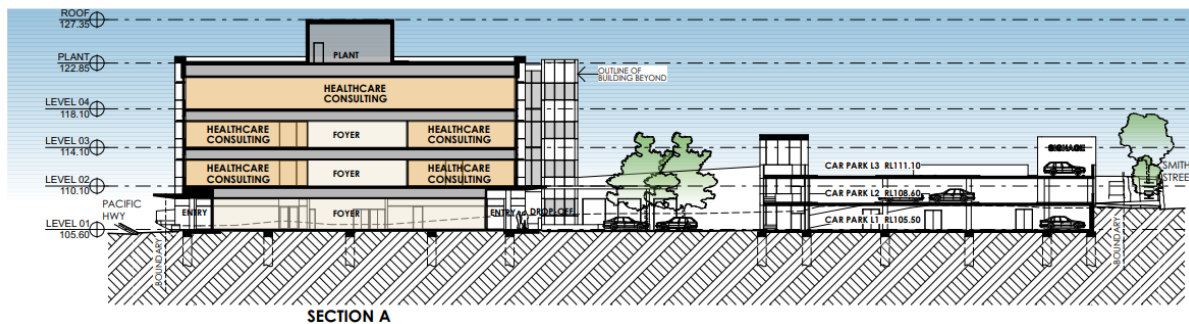 ROOF
127.35
PLANT
122.85
PLANT
OUTLINE OF
BUILDING BEYOND
HEALTHCARE
CONSULTING
LEVEL 04
118.10
HEALTHCARE
CONSULTING
FOYER
HEALTHCARE
CONSULTING
LEVEL 03
114.10
SIGNAGE
HEALTHCARE
CONSULTING
FOYER
HEALTHCARE
CONSULTING
CAR PARK L3 RL111.10
SMITH
STREET
LEVEL 02
110.10
CAR PARK L2 RL108.60
PACIFIC
HWY
ENTRY
FOYER
ENTRY
DROP-OFF
CAR PARK L1 RL105.50
LEVEL 01
105.60
BOUNDARY
BOUNDARY
SECTION A